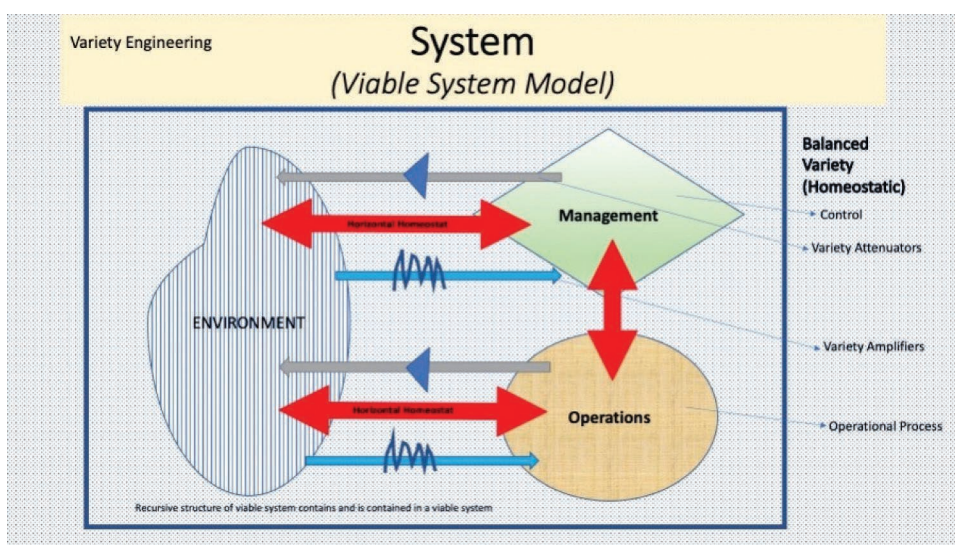 Variety Engineering
System
(Viable System Model)
Balanced
Variety
(Homeostatic)
Control
Variety Attenuators
Variety Amplifiers
Operational Process
Management
Horizontal Homeostat
ENVIRONMENT
Horizontal Homeostat
Operations
Recursive structure of viable system contains and is contained in a viable system